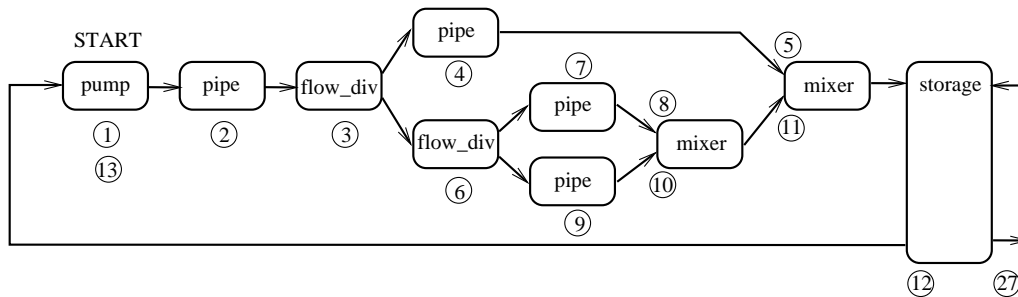 START
pump
pipe
flow_div
pipe
flow_div
pipe
pipe
mixer
mixer
storage
1
13
2
3
4
6
7
9
8
10
5
11
12
27